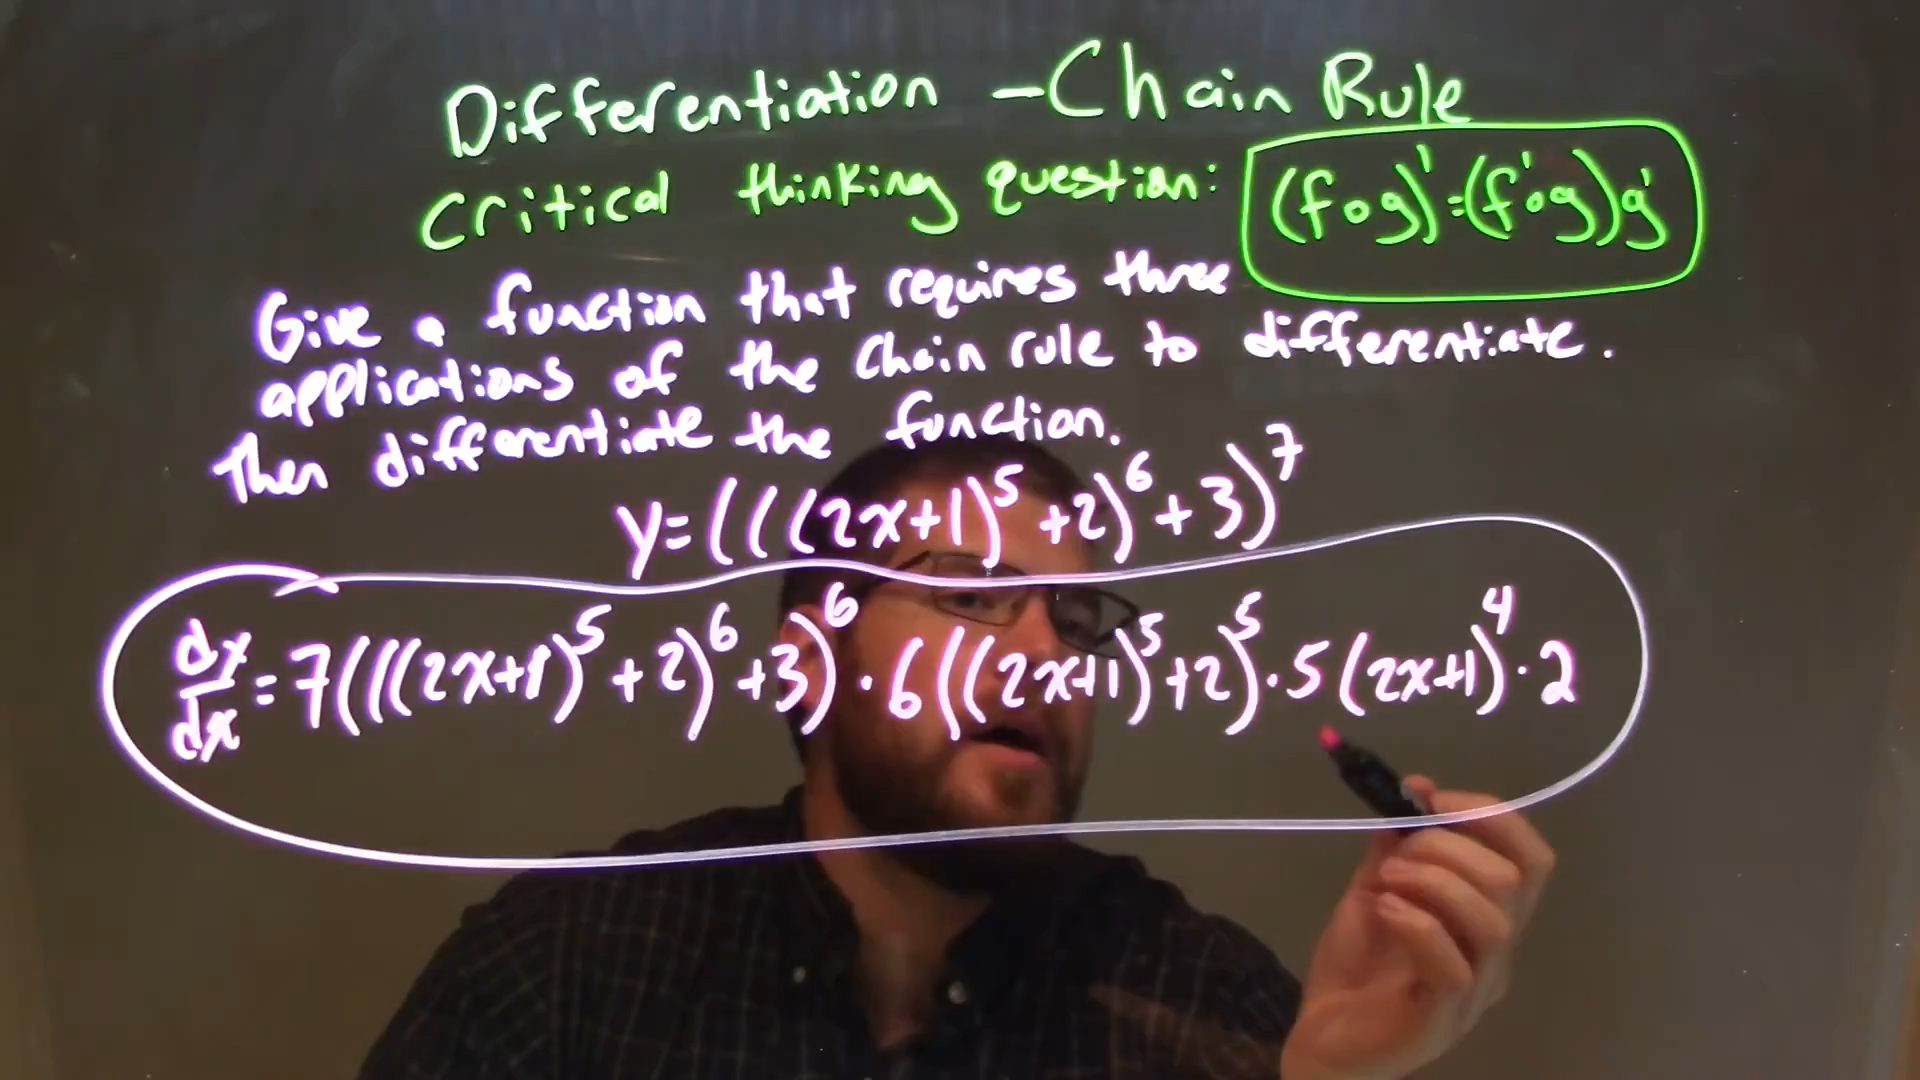 Differentiation - Chain Rule
Critical thinking question: (f∘g)' = (f'∘g)g'
Give a function that requires three
applications of the chain rule to differentiate.
Then differentiate the function.
y=(((2x+1)^5+2)^6+3)^7
dy/dx = 7(((2x+1)^5+2)^6+3)^6 · 6((2x+1)^5+2)^5 · 5(2x+1)^4 · 2